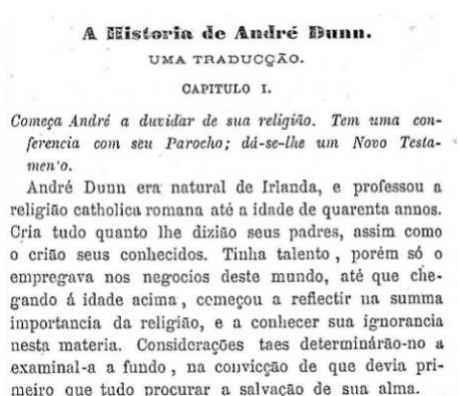 A Historia de André Dunn.
UMA TRADUCÇÃO.
CAPITULO I.
Começa André a duvidar de sua religião. Tem uma con-
ferencia com seu Parocho; dá-se-lhe um Novo Testa-
men'o.
André Dunn era natural de Irlanda, e professou a
religião catholica romana até a idade de quarenta annos.
Cria tudo quanto lhe dizião seus padres, assim como
o crião seus conhecidos. Tinha talento, porém só o
empregava nos negocios deste mundo, até que che-
gando á idade acima, começou a reflectir na summa
importancia da religião, e a conhecer sua ignorancia
nesta materia. Considerações taes determinárão-no a
examinal-a a fundo, na convicção de que devia pri-
meiro que tudo procurar a salvação de sua alma.